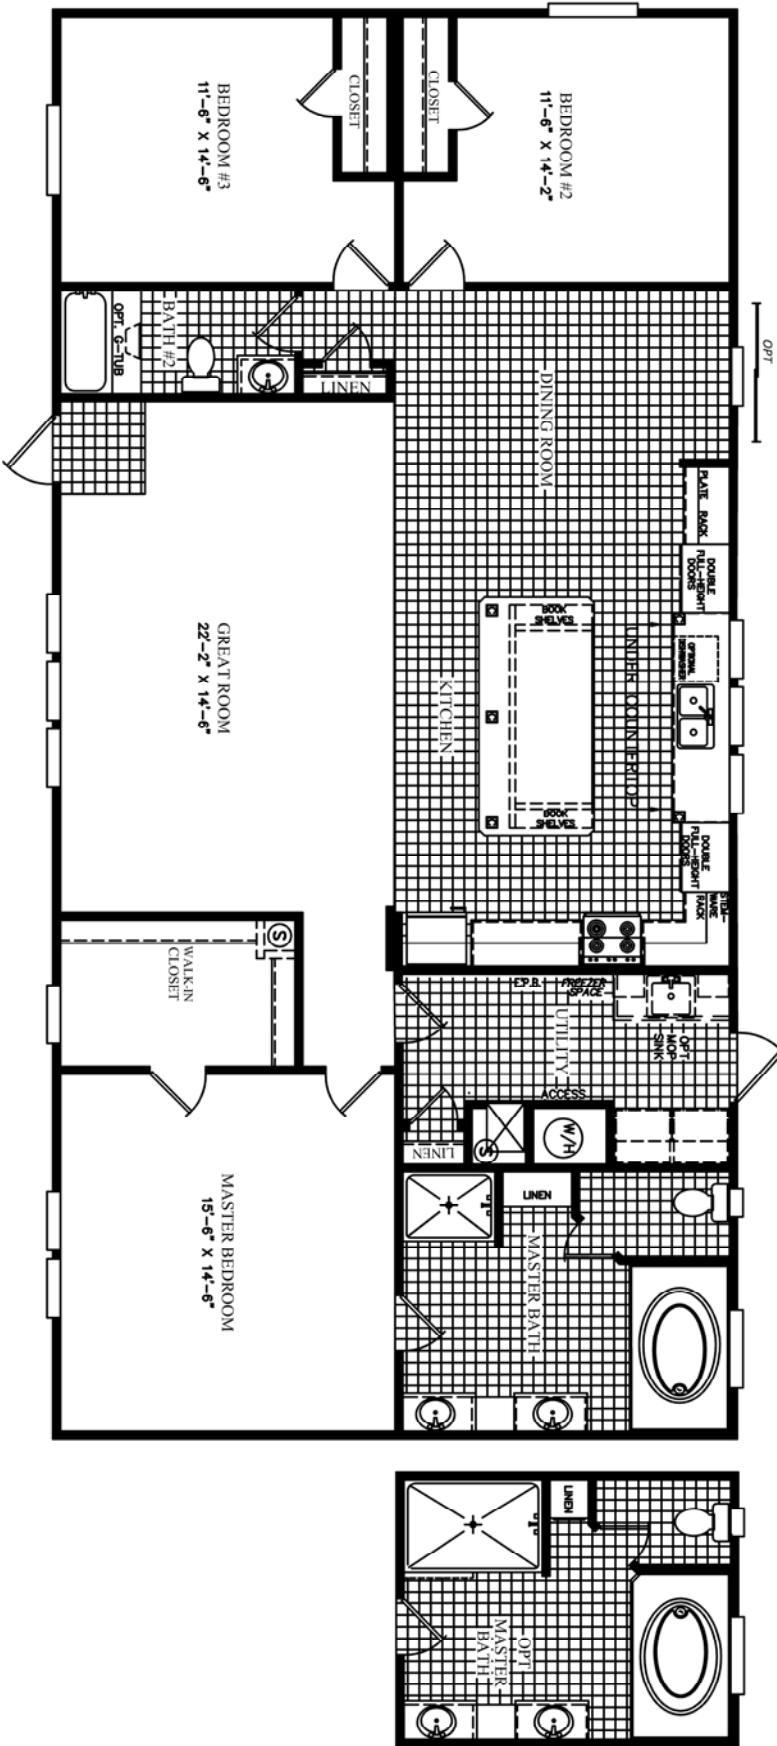 BEDROOM #3
11'-6" X 14'-6"
CLOSET
CLOSET
BEDROOM #2
11'-6" X 14'-2"
OPT
BATH #2
OPT. G-TUB
LINEN
DINING ROOM
PLATE RACK
DOUBLE
FULL-HEIGHT
DOORS
OPTIONAL
DISHWASHER
UNDER COUNTERTOP
BOOK
SHELVES
KITCHEN
BOOK
SHELVES
DOUBLE
FULL-HEIGHT
DOORS
STEM-
WARE
RACK
GREAT ROOM
22'-2" X 14'-6"
S
WALK-IN
CLOSET
E.P.B.
FREEZER
SPACE
UTILITY
OPT.
MOP
SINK
ACCESS
LINEN
S
W/H
MASTER BEDROOM
15'-6" X 14'-6"
LINEN
MASTER BATH
LINEN
OPT
MASTER
BATH